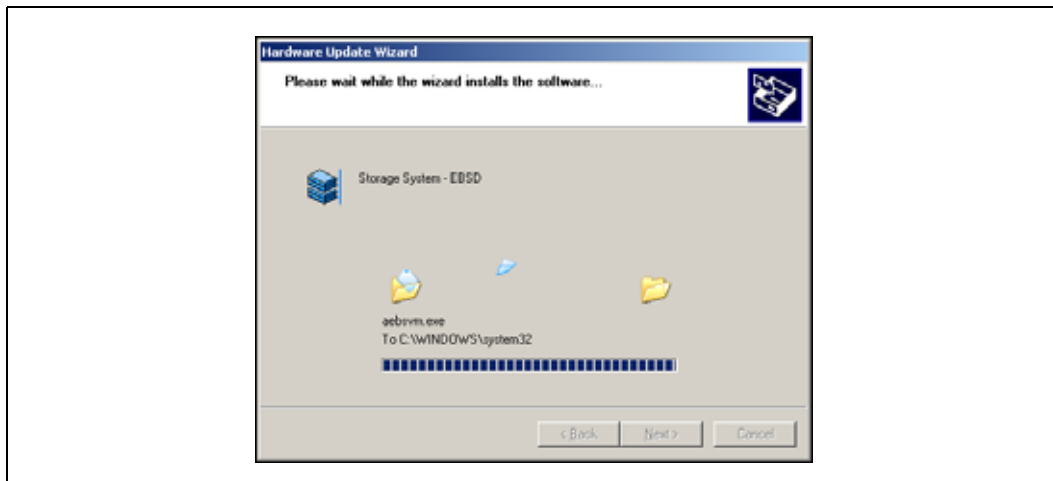 Hardware Update Wizard
Please wait while the wizard installs the software...
Storage System - EBSD
aebsvm.exe
To C:\WINDOWS\system32
< Back
Next >
Cancel